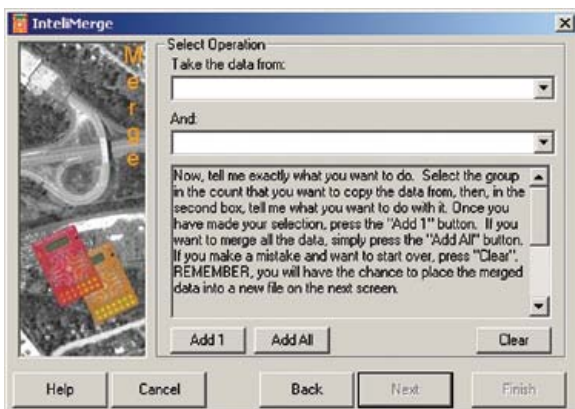 InteliMerge
Merge
Select Operation
Take the data from:
And:
Now, tell me exactly what you want to do. Select the group
in the count that you want to copy the data from, then, in the
second box, tell me what you want to do with it. Once you
have made your selection, press the "Add 1" button. If you
want to merge all the data, simply press the "Add All" button.
If you make a mistake and want to start over, press "Clear".
REMEMBER, you will have the chance to place the merged
data into a new file on the next screen.
Add 1 Add All Clear
Help Cancel Back Next Finish